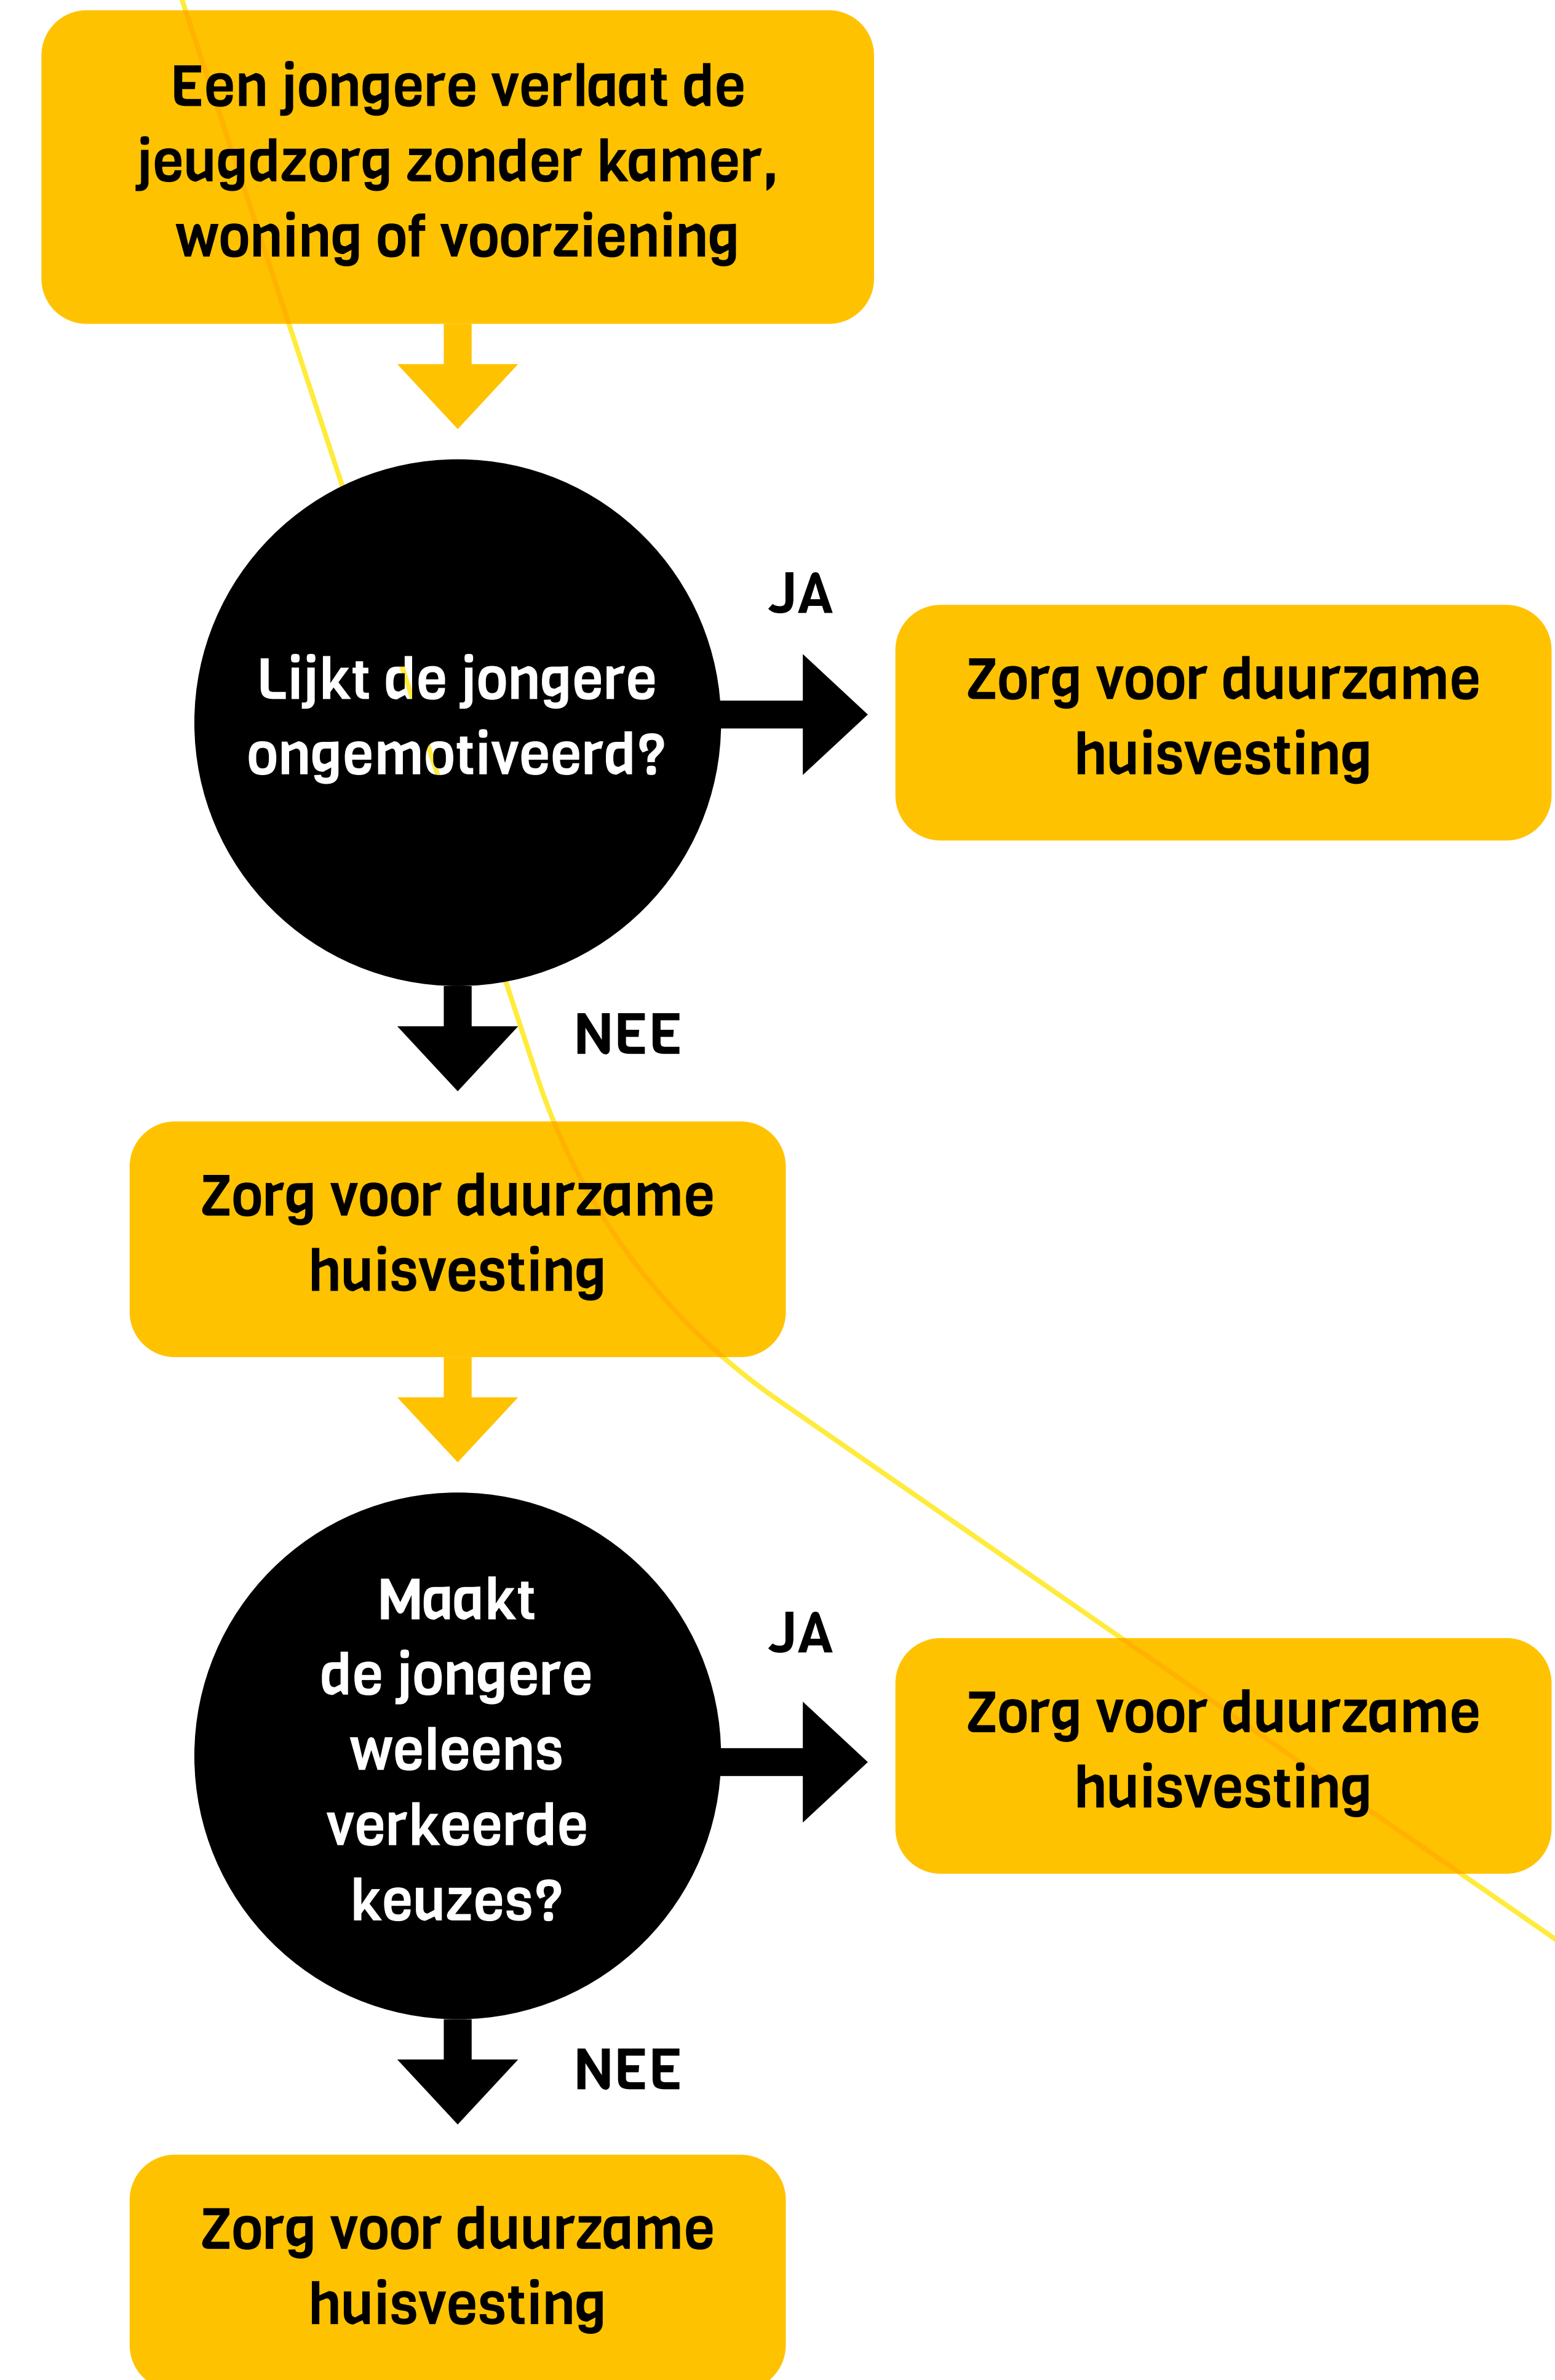 Een jongere verlaat de
jeugdzorg zonder kamer,
woning of voorziening
Lijkt de jongere
ongemotiveerd?
JA
Zorg voor duurzame
huisvesting
NEE
Zorg voor duurzame
huisvesting
Maakt
de jongere
weleens
verkeerde
keuzes?
JA
Zorg voor duurzame
huisvesting
NEE
Zorg voor duurzame
huisvesting